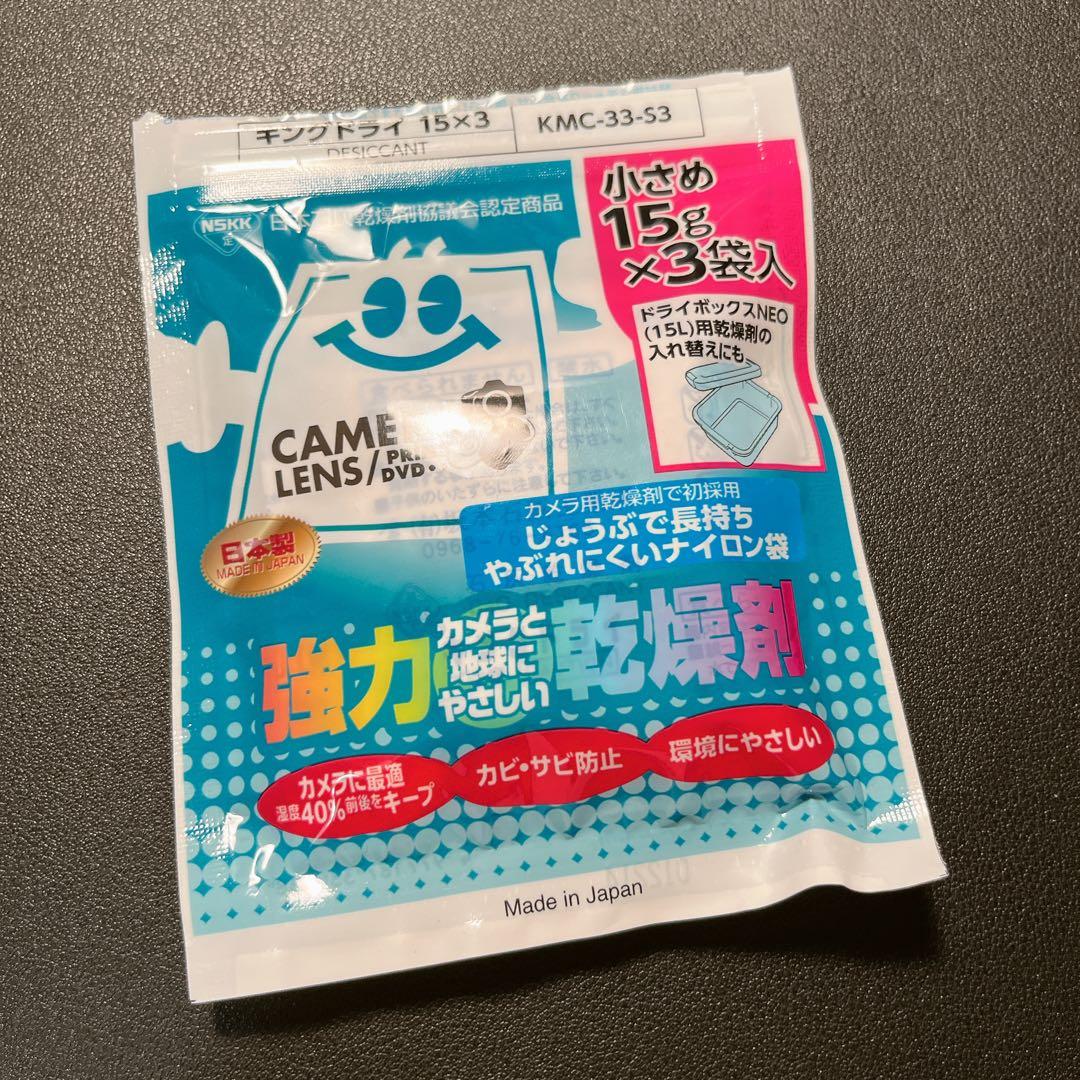 キングドライ 15×3
KMC-33-S3
DESICCANT
NSKK
定
乾燥剤協議会認定商品
小さめ
15g
×3袋入
ドライボックスNEO
(15L)用乾燥剤の
入れ替えにも
CAME
LENS/
DVD・
カメラ用乾燥剤で初採用
じょうぶで長持ち
やぶれにくいナイロン袋
日本製
MADE IN JAPAN
強力
カメラと
地球に
やさしい
乾燥剤
カメラに最適
湿度40%前後をキープ
カビ・サビ防止
環境にやさしい
Made in Japan